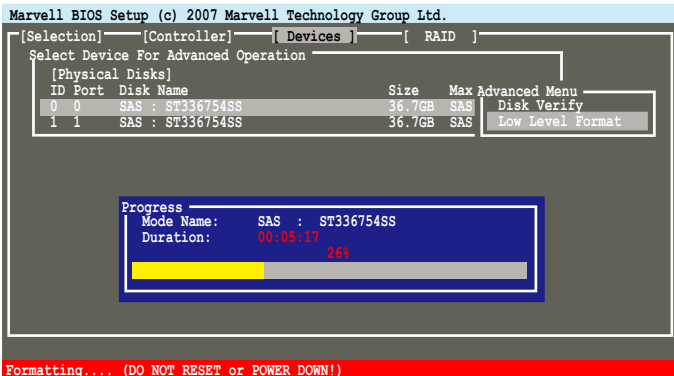 Marvell BIOS Setup (c) 2007 Marvell Technology Group Ltd.
[Selection] [Controller] [ Devices ] [ RAID ]
Select Device For Advanced Operation
[Physical Disks]
ID Port Disk Name Size Max Advanced Menu
0 0 SAS : ST336754SS 36.7GB SAS Disk Verify
1 1 SAS : ST336754SS 36.7GB SAS Low Level Format
Progress
Mode Name: SAS : ST336754SS
Duration: 00:05:17
26%
Formatting.... (DO NOT RESET or POWER DOWN!)